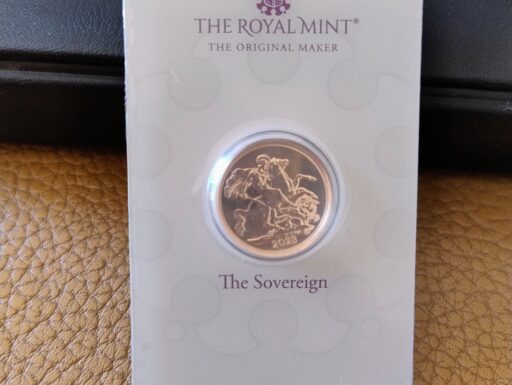 THE ROYAL MINT®
THE ORIGINAL MAKER
2023
The Sovereign